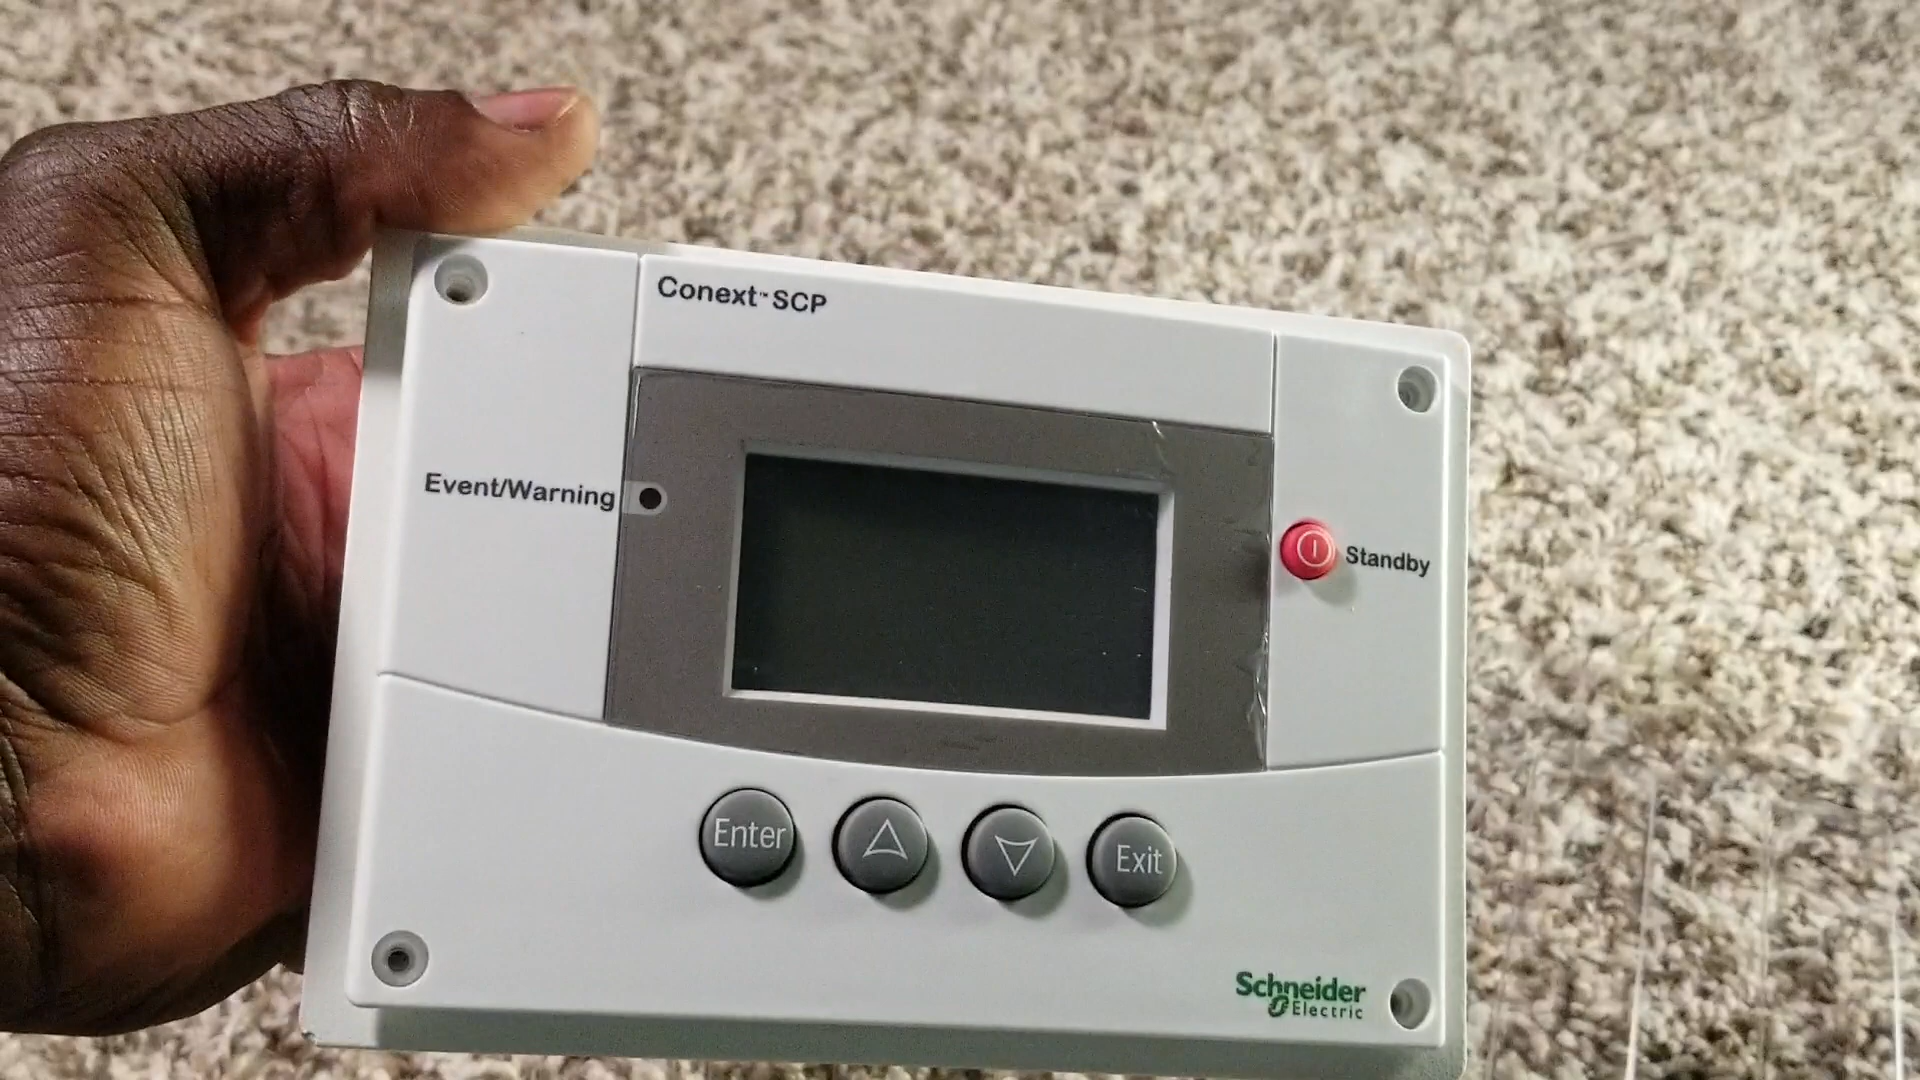 Conext™ SCP
Event/Warning
Standby
Enter
Exit
Schneider
Electric